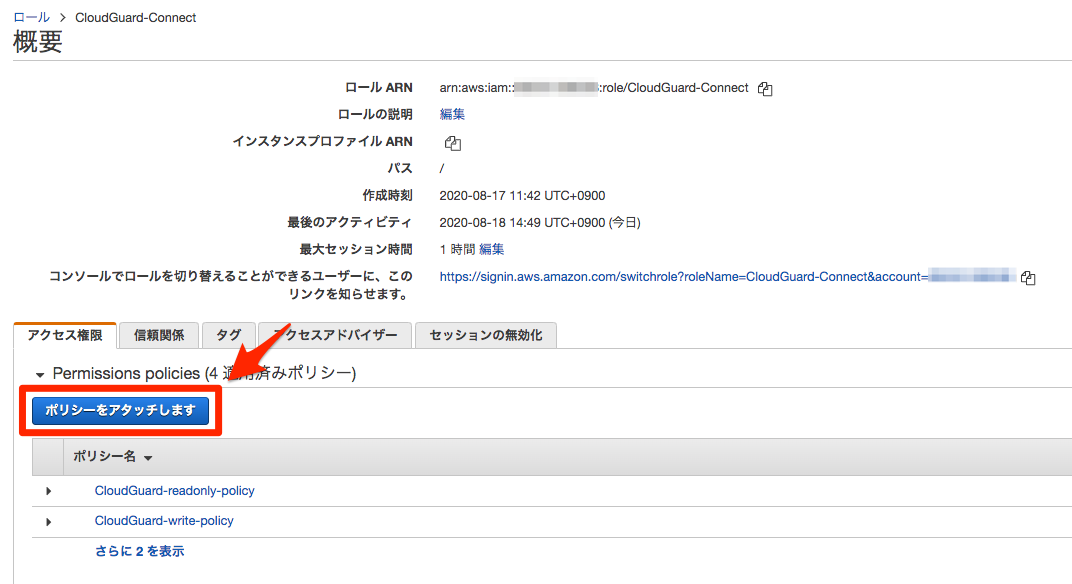 ロール > CloudGuard-Connect
概要
ロール ARN arn:aws:iam:: :role/CloudGuard-Connect
ロールの説明 編集
インスタンスプロファイル ARN
パス /
作成時刻 2020-08-17 11:42 UTC+0900
最後のアクティビティ 2020-08-18 14:49 UTC+0900 (今日)
最大セッション時間 1 時間 編集
コンソールでロールを切り替えることができるユーザーに、この https://signin.aws.amazon.com/switchrole?roleName=CloudGuard-Connect&account=
リンクを知らせます。
アクセス権限 信頼関係 タグ クセスアドバイザー セッションの無効化
Permissions policies (4 適用済みポリシー)
ポリシーをアタッチします
ポリシー名
CloudGuard-readonly-policy
CloudGuard-write-policy
さらに 2 を表示